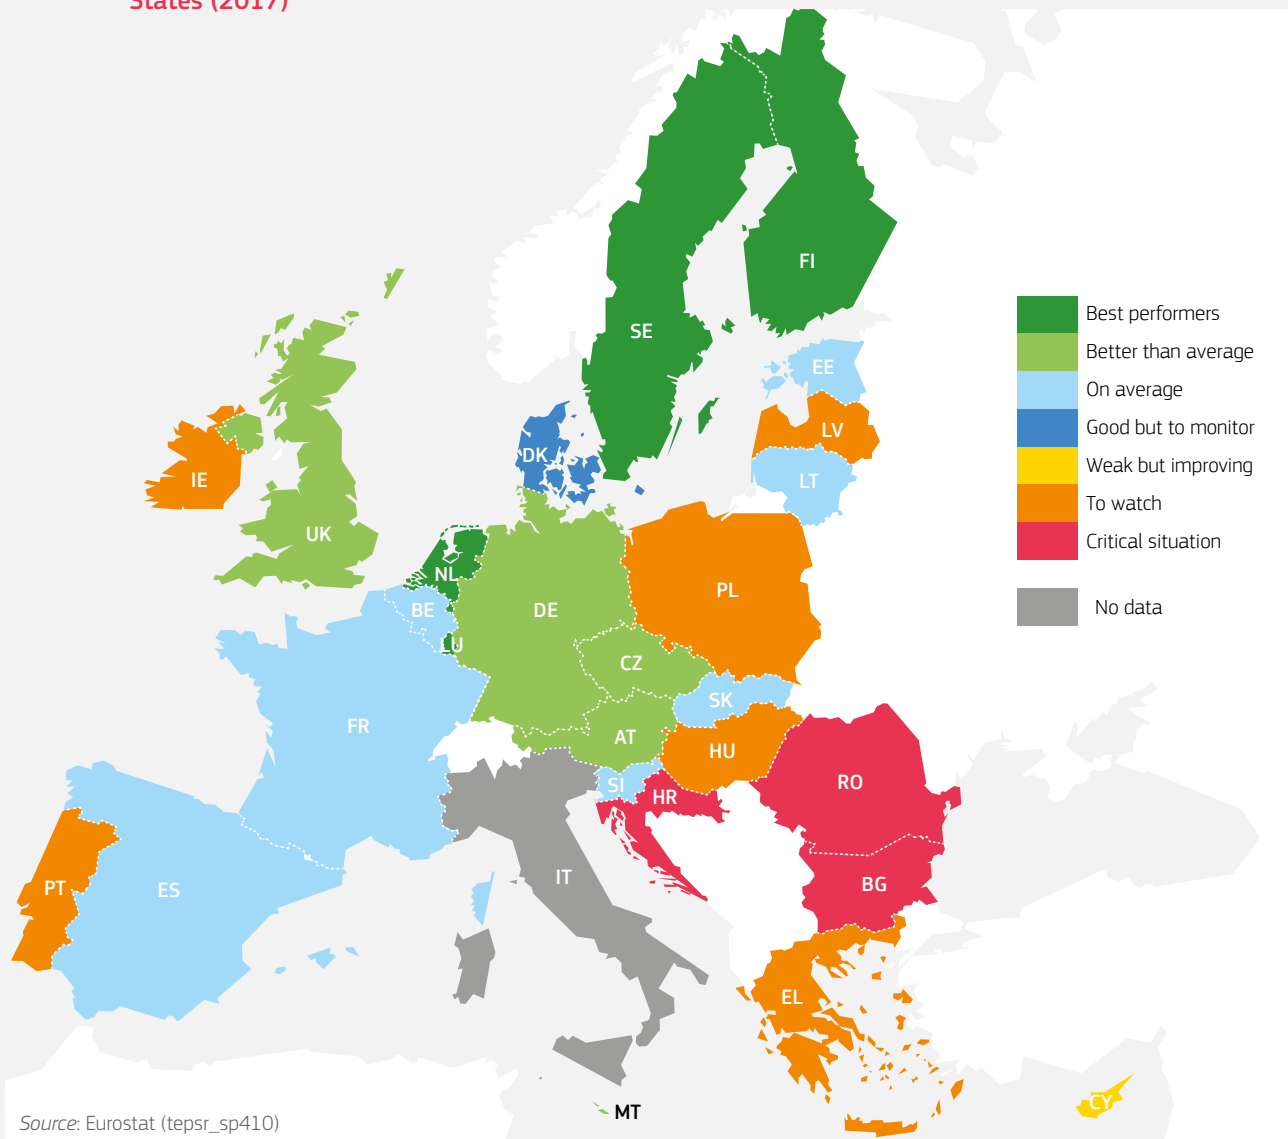 States (2017)
FI
SE
EE
LV
DK
LT
IE
UK
NL
PL
BE
DE
LU
CZ
SK
FR
AT
HU
SI
HR
RO
PT
ES
IT
BG
EL
CY
MT
Best performers
Better than average
On average
Good but to monitor
Weak but improving
To watch
Critical situation
No data
Source: Eurostat (tepsr_sp410)